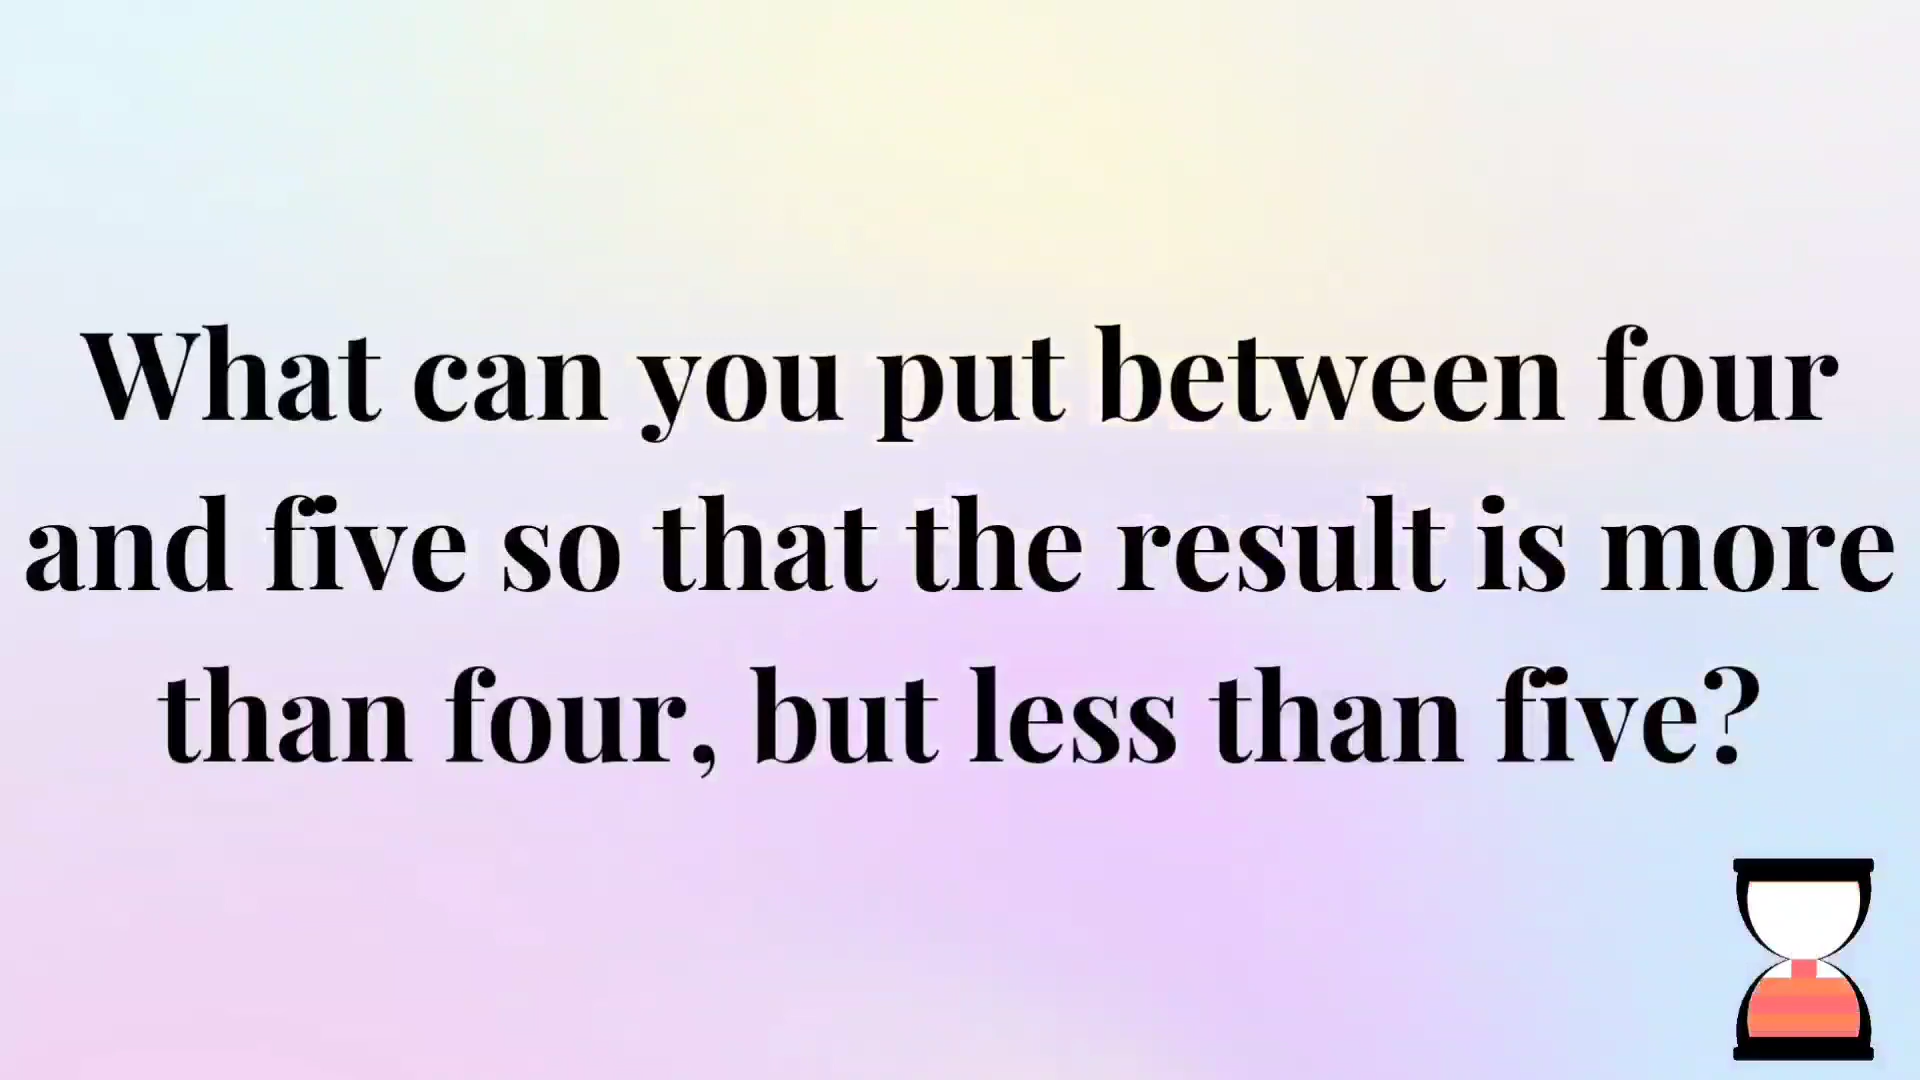 What can you put between four
and five so that the result is more
than four, but less than five?